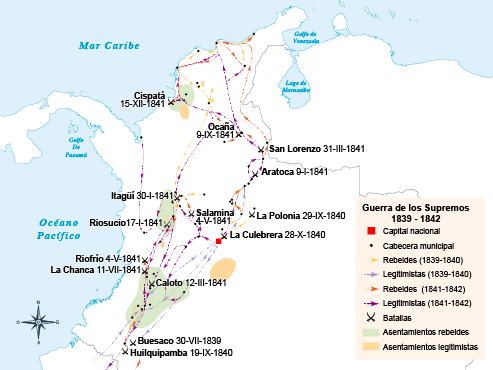 Mar Caribe
Golfo de
Venezuela
Lago de
Maracaibo
Cispatá
15-XII-1841
Ocaña
9-IX-1841
San Lorenzo 31-III-1841
Golfo
De
Panamá
Aratoca 9-I-1841
Itagüí 30-I-1841
Salamina
4-V-1841
La Polonia 29-IX-1840
Riosucio 17-I-1841
La Culebrera 28-X-1840
Océano
Pacífico
Riofrío 4-V-1841
La Chanca 11-VII-1841
Caloto 12-III-1841
Buesaco 30-VII-1839
Huilquipamba 19-IX-1840
N
S
Guerra de los Supremos
1839 - 1842
Capital nacional
Cabecera municipal
Rebeldes (1839-1840)
Legitimistas (1839-1840)
Rebeldes (1841-1842)
Legitimistas (1841-1842)
Batallas
Asentamientos rebeldes
Asentamientos legitimistas